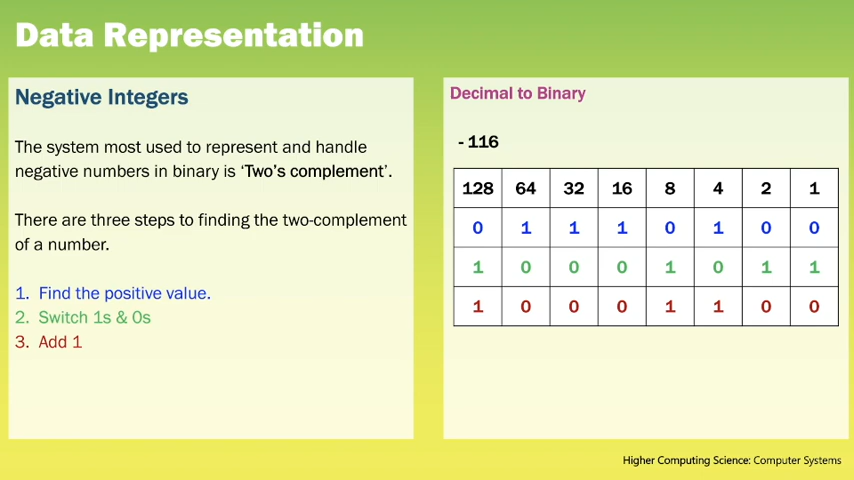 Data Representation
Negative Integers
The system most used to represent and handle
negative numbers in binary is ‘Two’s complement’.
There are three steps to finding the two-complement
of a number.
1. Find the positive value.
2. Switch 1s & 0s
3. Add 1
Decimal to Binary
- 116
128 64 32 16 8 4 2 1
0 1 1 1 0 1 0 0
1 0 0 0 1 0 1 1
1 0 0 0 1 1 0 0
Higher Computing Science: Computer Systems